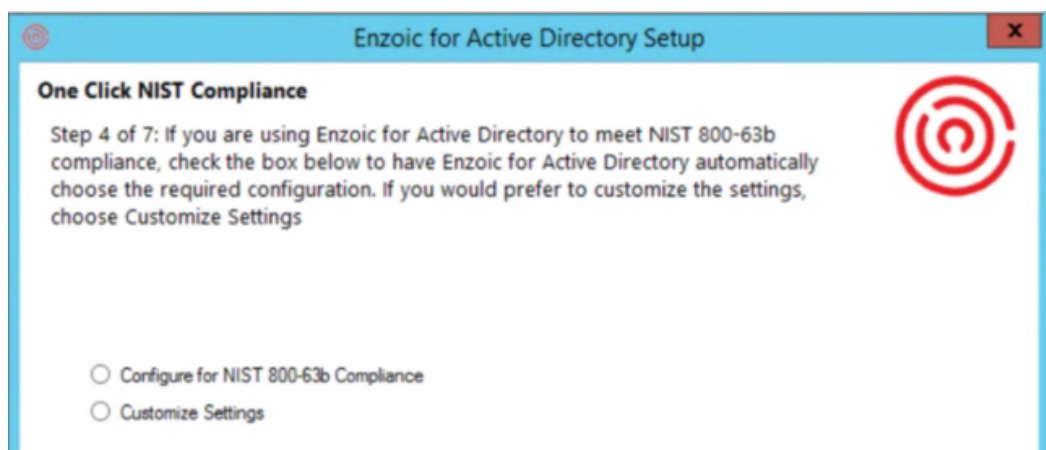 Enzoic for Active Directory Setup
x
One Click NIST Compliance
Step 4 of 7: If you are using Enzoic for Active Directory to meet NIST 800-63b
compliance, check the box below to have Enzoic for Active Directory automatically
choose the required configuration. If you would prefer to customize the settings,
choose Customize Settings
Configure for NIST 800-63b Compliance
Customize Settings